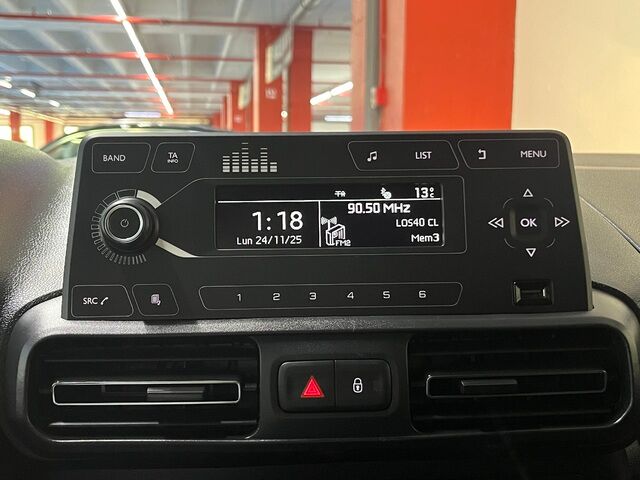 BAND
TA
INFO
LIST
MENU
TA
13°C
90.50 MHz
1:18
LOS40 CL
Lun 24/11/25
FM2
Mem3
OK
SRC
1 2 3 4 5 6